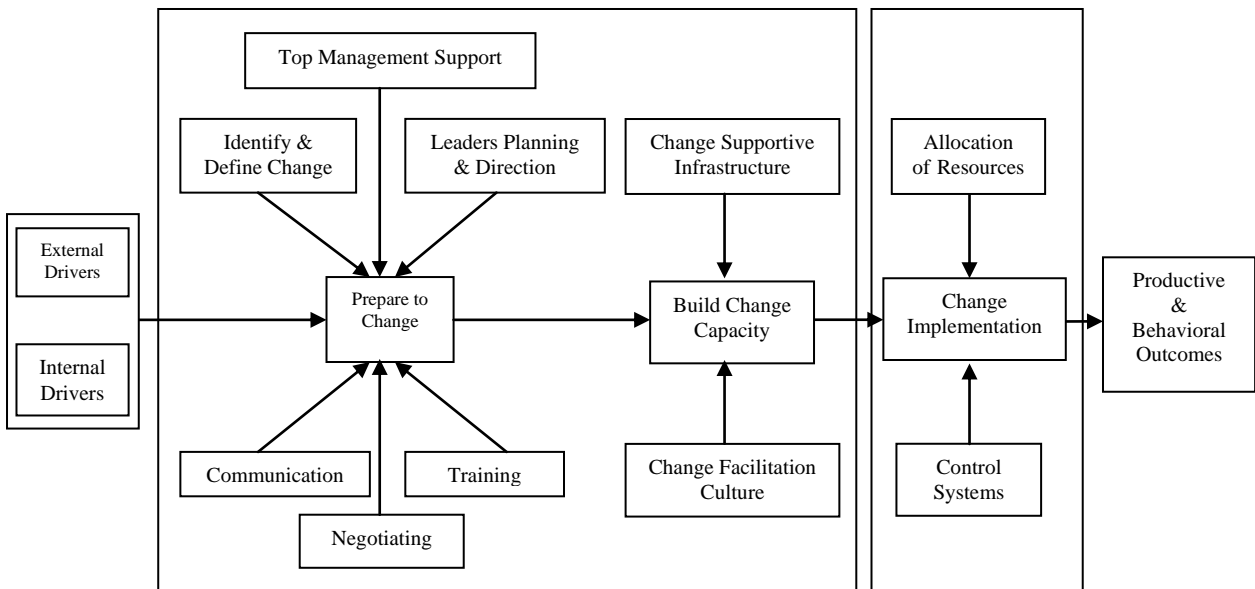 Top Management Support
Identify &
Define Change
Leaders Planning
& Direction
Change Supportive
Infrastructure
Allocation
of Resources
External
Drivers
Internal
Drivers
Prepare to
Change
Build Change
Capacity
Change
Implementation
Productive
&
Behavioral
Outcomes
Communication
Training
Negotiating
Change Facilitation
Culture
Control
Systems